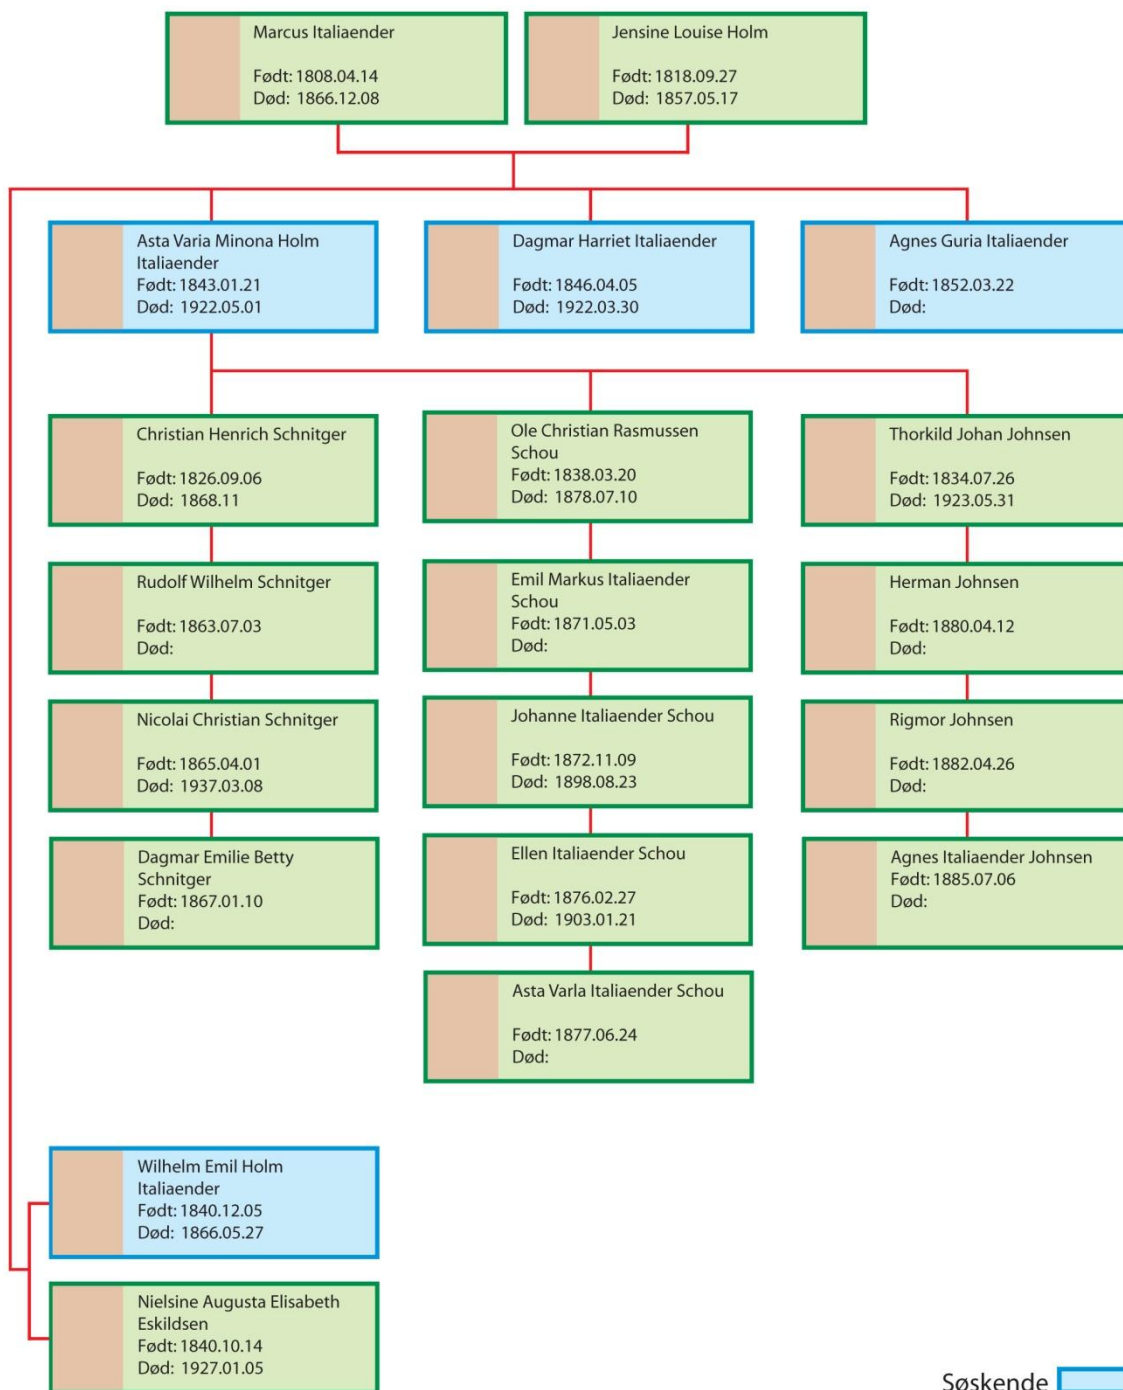 Marcus Italiaender
Født: 1808.04.14
Død: 1866.12.08
Jensine Louise Holm
Født: 1818.09.27
Død: 1857.05.17
Asta Varia Minona Holm
Italiaender
Født: 1843.01.21
Død: 1922.05.01
Dagmar Harriet Italiaender
Født: 1846.04.05
Død: 1922.03.30
Agnes Guria Italiaender
Født: 1852.03.22
Død:
Christian Henrich Schnitger
Født: 1826.09.06
Død: 1868.11
Ole Christian Rasmussen
Schou
Født: 1838.03.20
Død: 1878.07.10
Thorkild Johan Johnsen
Født: 1834.07.26
Død: 1923.05.31
Rudolf Wilhelm Schnitger
Født: 1863.07.03
Død:
Emil Markus Italiaender
Schou
Født: 1871.05.03
Død:
Herman Johnsen
Født: 1880.04.12
Død:
Nicolai Christian Schnitger
Født: 1865.04.01
Død: 1937.03.08
Johanne Italiaender Schou
Født: 1872.11.09
Død: 1898.08.23
Rigmor Johnsen
Født: 1882.04.26
Død:
Dagmar Emilie Betty
Schnitger
Født: 1867.01.10
Død:
Ellen Italiaender Schou
Født: 1876.02.27
Død: 1903.01.21
Agnes Italiaender Johnsen
Født: 1885.07.06
Død:
Asta Varla Italiaender Schou
Født: 1877.06.24
Død:
Wilhelm Emil Holm
Italiaender
Født: 1840.12.05
Død: 1866.05.27
Nielsine Augusta Elisabeth
Eskildsen
Født: 1840.10.14
Død: 1927.01.05
Søskende